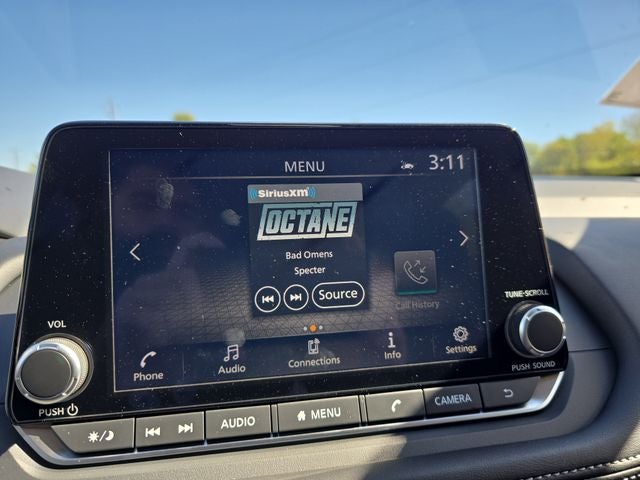 MENU
3:11
SiriusXM
OCTANE
Bad Omens
Specter
Source
Call History
Phone
Audio
Connections
Info
Settings
VOL
PUSH
TUNE·SCROLL
PUSH SOUND
AUDIO
MENU
CAMERA